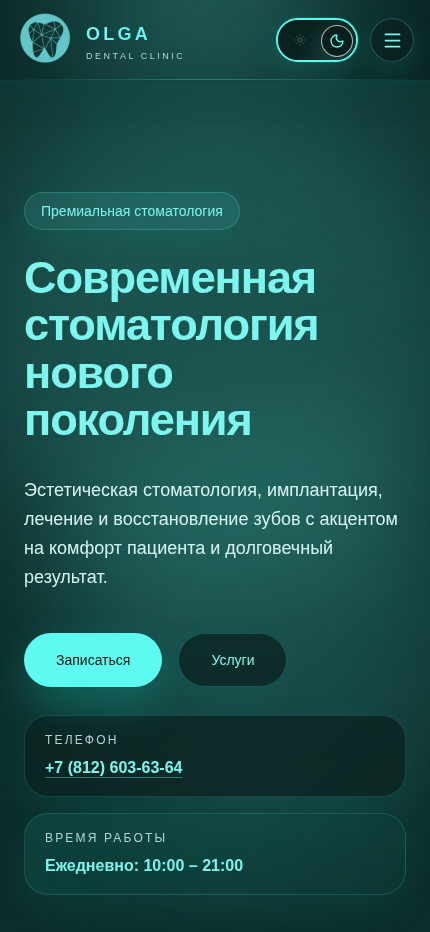 OLGA
DENTAL CLINIC
Премиальная стоматология
Современная
стоматология
нового
поколения
Эстетическая стоматология, имплантация,
лечение и восстановление зубов с акцентом
на комфорт пациента и долговечный
результат.
Записаться
Услуги
ТЕЛЕФОН
+7 (812) 603-63-64
ВРЕМЯ РАБОТЫ
Ежедневно: 10:00 – 21:00